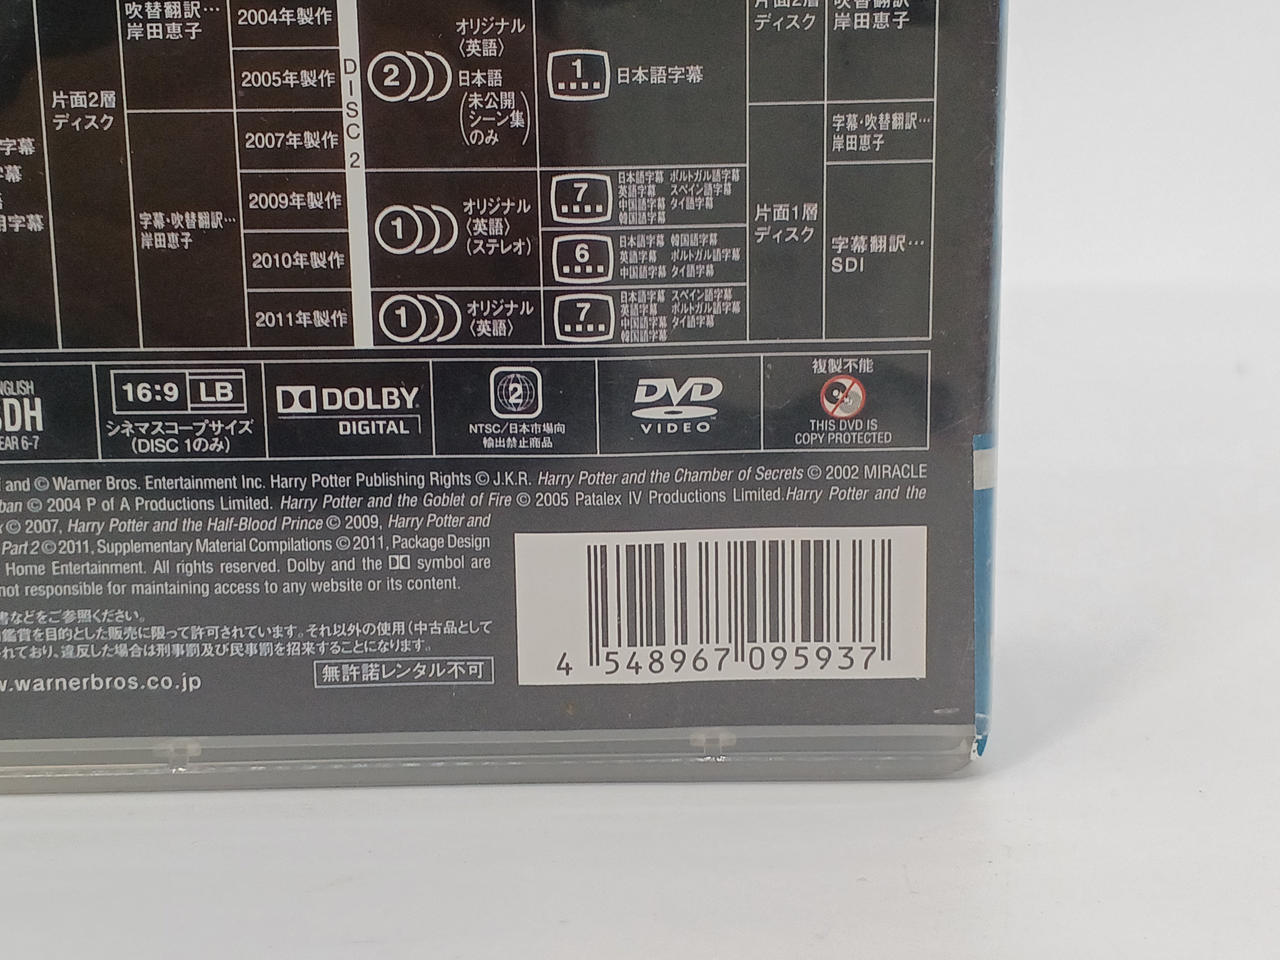 吹替翻訳…
岸田恵子
2004年製作
2005年製作
片面2層
ディスク
2007年製作
字幕
字幕
用字幕
字幕・吹替翻訳…
岸田恵子
2009年製作
2010年製作
2011年製作
DISC 2
2
オリジナル
〈英語〉
日本語
(未公開
シーン集
のみ)
1
日本語字幕
片面2層
ディスク
吹替翻訳…
岸田恵子
字幕・吹替翻訳…
岸田恵子
1
オリジナル
〈英語〉
(ステレオ)
7
日本語字幕 ポルトガル語字幕
英語字幕 スペイン語字幕
中国語字幕 タイ語字幕
韓国語字幕
6
日本語字幕 韓国語字幕
英語字幕 ポルトガル語字幕
中国語字幕 タイ語字幕
片面1層
ディスク
字幕翻訳…
SDI
1
オリジナル
〈英語〉
7
日本語字幕 スペイン語字幕
英語字幕 ポルトガル語字幕
中国語字幕 タイ語字幕
韓国語字幕
NGLISH
SDH
EAR 6-7
16:9 LB
シネマスコープサイズ
(DISC 1のみ)
DOLBY
DIGITAL
2
NTSC/日本市場向
輸出禁止商品
DVD
VIDEO
複製不能
THIS DVD IS
COPY PROTECTED
and © Warner Bros. Entertainment Inc. Harry Potter Publishing Rights © J.K.R. Harry Potter and the Chamber of Secrets © 2002 MIRACLE
ban © 2004 P of A Productions Limited. Harry Potter and the Goblet of Fire © 2005 Patalex IV Productions Limited.Harry Potter and the
© 2007, Harry Potter and the Half-Blood Prince © 2009, Harry Potter and
Part 2 © 2011, Supplementary Material Compilations © 2011, Package Design
Home Entertainment. All rights reserved. Dolby and the DD symbol are
not responsible for maintaining access to any website or its content.
書などをご参照ください。
鑑賞を目的とした販売に限って許可されています。それ以外の使用(中古品として
れており、違反した場合は刑事罰及び民事罰を招来することになります。
無許諾レンタル不可
w.warnerbros.co.jp
4 548967 095937